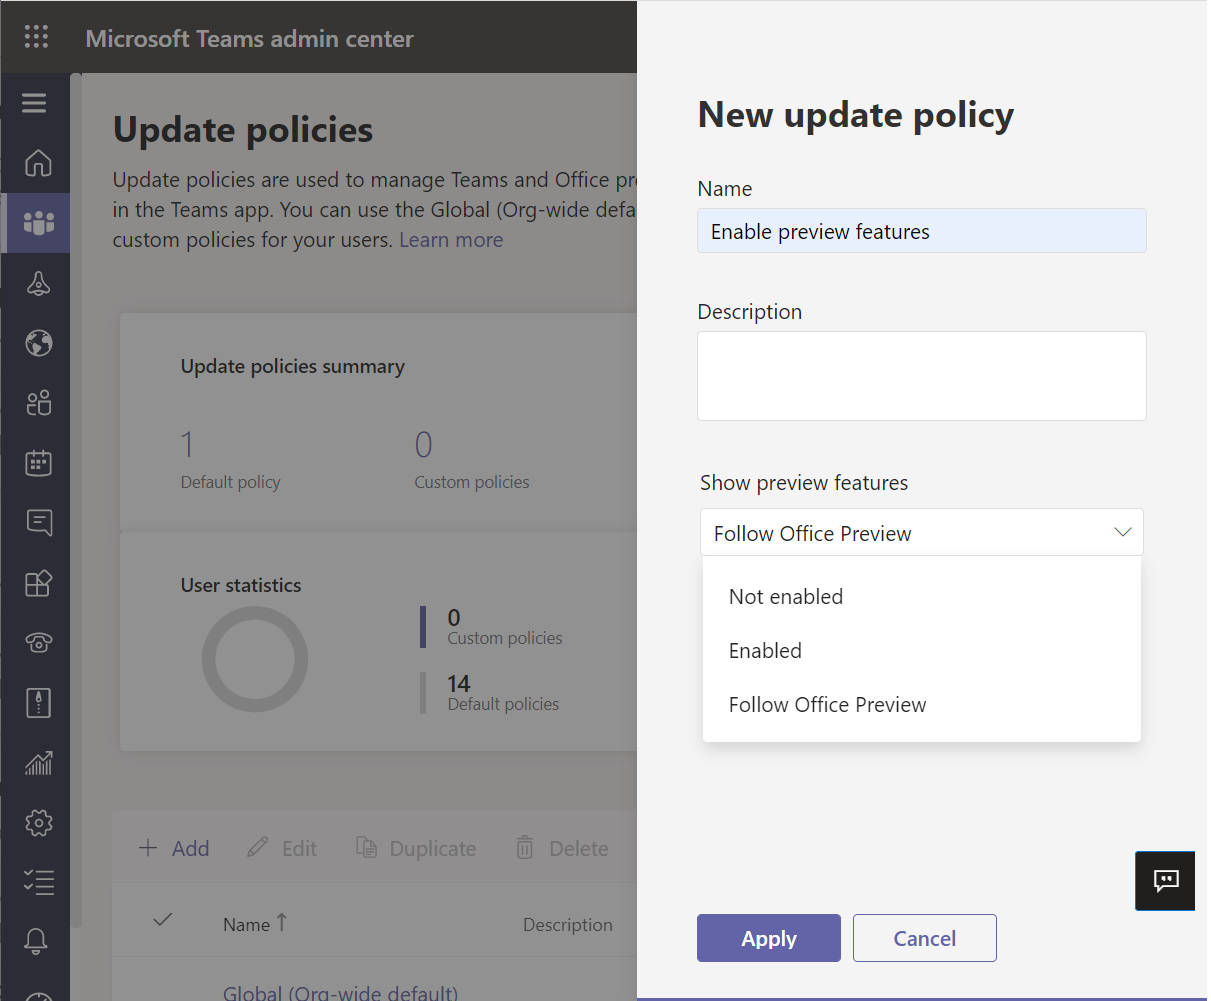 Microsoft Teams admin center
Update policies
Update policies are used to manage Teams and Office pre
in the Teams app. You can use the Global (Org-wide defa
custom policies for your users. Learn more
Update policies summary
1
0
Default policy
Custom policies
User statistics
0
Custom policies
14
Default policies
Add
Edit
Duplicate
Delete
Name
Description
Global (Org-wide default)
New update policy
Name
Enable preview features
Description
Show preview features
Follow Office Preview
Not enabled
Enabled
Follow Office Preview
Apply
Cancel